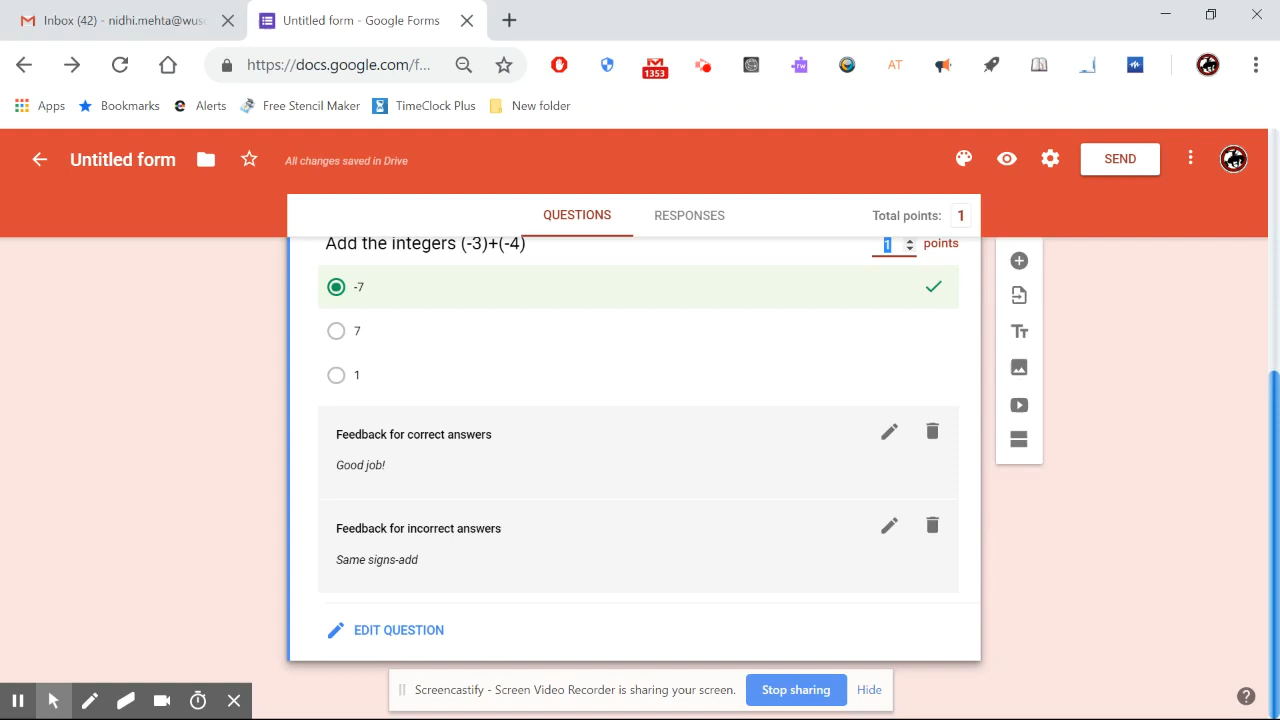 Inbox (42) - nidhi.mehta@wus
Untitled form - Google Forms
https://docs.google.com/f...
1353
AT
rw
Apps
Bookmarks
Alerts
Free Stencil Maker
TimeClock Plus
New folder
Untitled form
All changes saved in Drive
SEND
QUESTIONS
RESPONSES
Total points: 1
Add the integers (-3)+(-4)
1 points
-7
7
1
Tт
Feedback for correct answers
Good job!
Feedback for incorrect answers
Same signs-add
EDIT QUESTION
Screencastify - Screen Video Recorder is sharing your screen.
Stop sharing
Hide